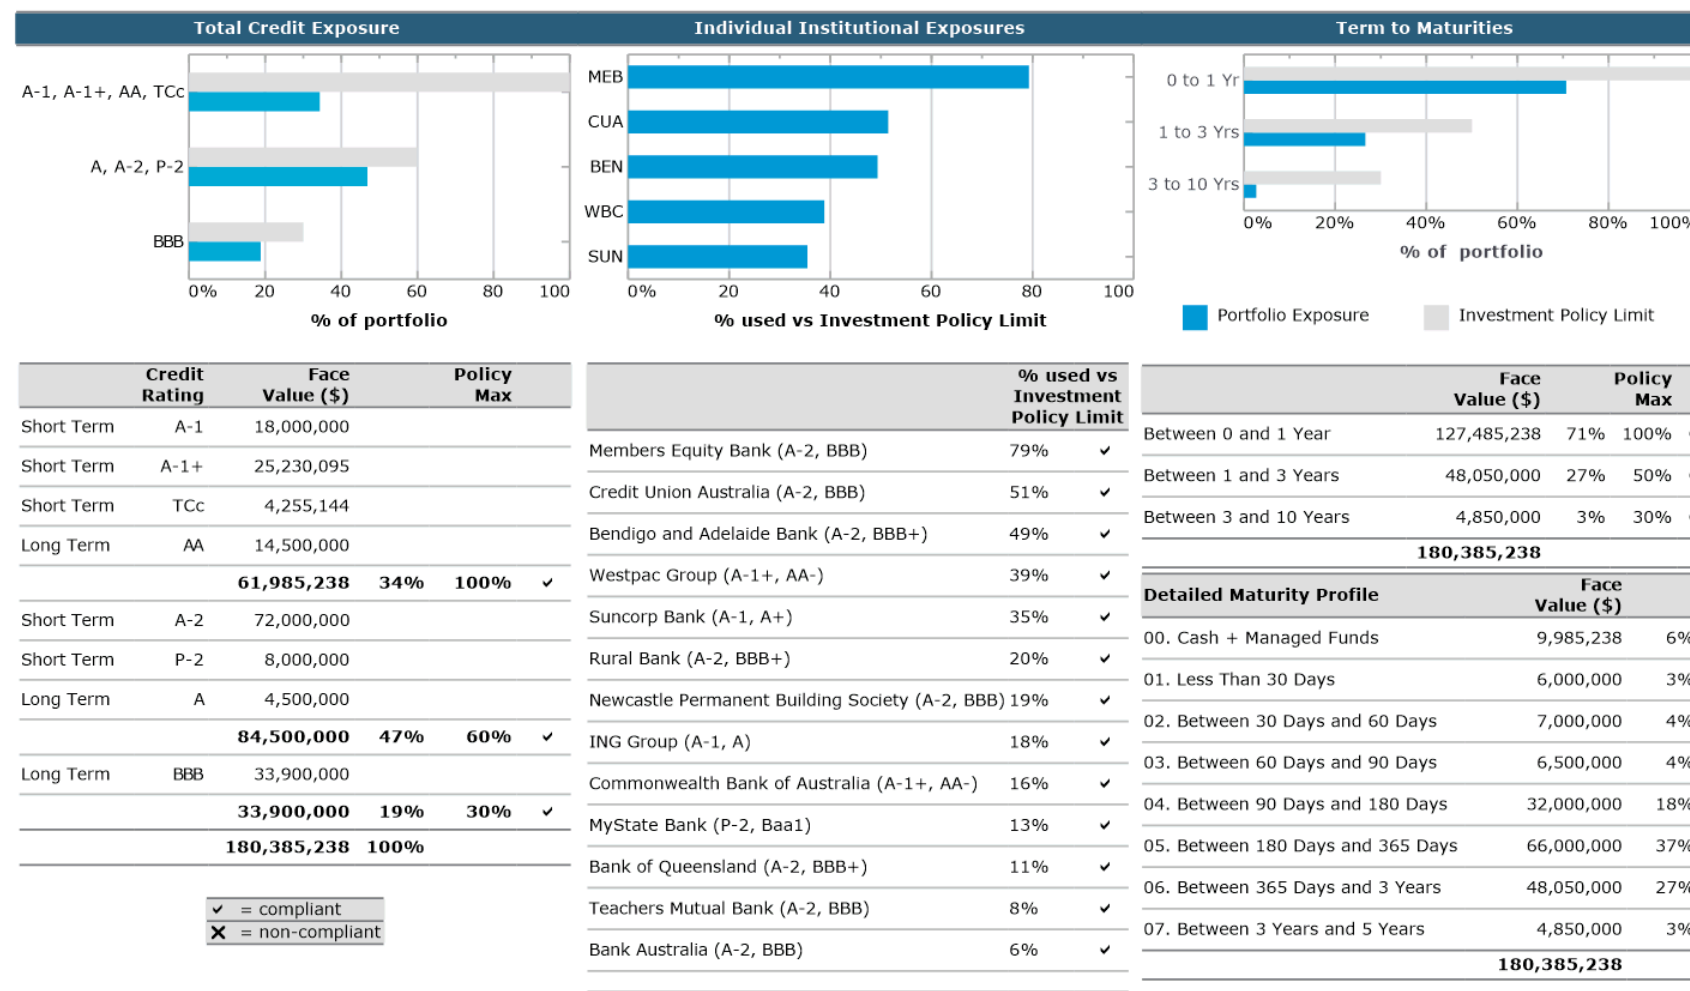 Total Credit Exposure
A-1, A-1+, AA, TCc
A, A-2, P-2
BBB
0% 20 40 60 80 100
% of portfolio
Individual Institutional Exposures
MEB
CUA
BEN
WBC
SUN
0% 20 40 60 80 100
% used vs Investment Policy Limit
Term to Maturities
0 to 1 Yr
1 to 3 Yrs
3 to 10 Yrs
0% 20% 40% 60% 80% 100%
% of portfolio
Portfolio Exposure Investment Policy Limit
Credit Face Policy
Rating Value ($) Max
Short Term A-1 18,000,000
Short Term A-1+ 25,230,095
Short Term TCc 4,255,144
Long Term AA 14,500,000
61,985,238 34% 100% ✓
Short Term A-2 72,000,000
Short Term P-2 8,000,000
Long Term A 4,500,000
84,500,000 47% 60% ✓
Long Term BBB 33,900,000
33,900,000 19% 30% ✓
180,385,238 100%
✓ = compliant
✗ = non-compliant
% used vs
Investment
Policy Limit
Members Equity Bank (A-2, BBB) 79% ✓
Credit Union Australia (A-2, BBB) 51% ✓
Bendigo and Adelaide Bank (A-2, BBB+) 49% ✓
Westpac Group (A-1+, AA-) 39% ✓
Suncorp Bank (A-1, A+) 35% ✓
Rural Bank (A-2, BBB+) 20% ✓
Newcastle Permanent Building Society (A-2, BBB) 19% ✓
ING Group (A-1, A) 18% ✓
Commonwealth Bank of Australia (A-1+, AA-) 16% ✓
MyState Bank (P-2, Baa1) 13% ✓
Bank of Queensland (A-2, BBB+) 11% ✓
Teachers Mutual Bank (A-2, BBB) 8% ✓
Bank Australia (A-2, BBB) 6% ✓
Face Policy
Value ($) Max
Between 0 and 1 Year 127,485,238 71% 100%
Between 1 and 3 Years 48,050,000 27% 50%
Between 3 and 10 Years 4,850,000 3% 30%
180,385,238
Detailed Maturity Profile Face
Value ($)
00. Cash + Managed Funds 9,985,238 6%
01. Less Than 30 Days 6,000,000 3%
02. Between 30 Days and 60 Days 7,000,000 4%
03. Between 60 Days and 90 Days 6,500,000 4%
04. Between 90 Days and 180 Days 32,000,000 18%
05. Between 180 Days and 365 Days 66,000,000 37%
06. Between 365 Days and 3 Years 48,050,000 27%
07. Between 3 Years and 5 Years 4,850,000 3%
180,385,238